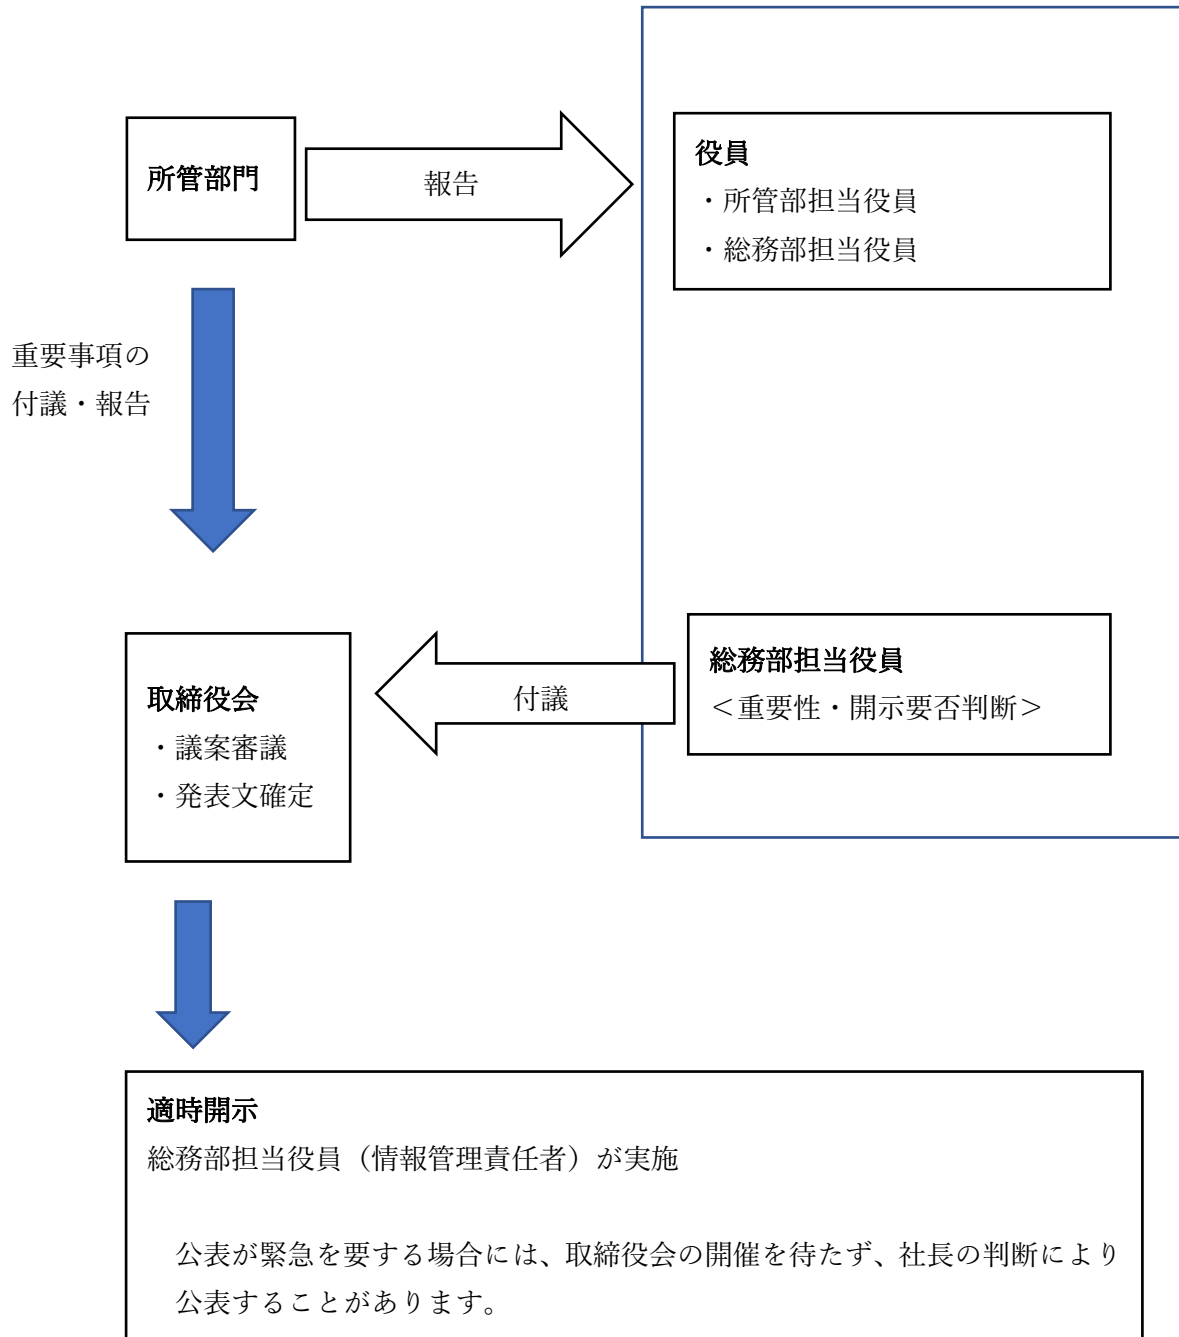 所管部門
報告
役員
・所管部担当役員
・総務部担当役員
重要事項の
付議・報告
取締役会
・議案審議
・発表文確定
付議
総務部担当役員
＜重要性・開示要否判断＞
適時開示
総務部担当役員（情報管理責任者）が実施
公表が緊急を要する場合には、取締役会の開催を待たず、社長の判断により
公表することがあります。